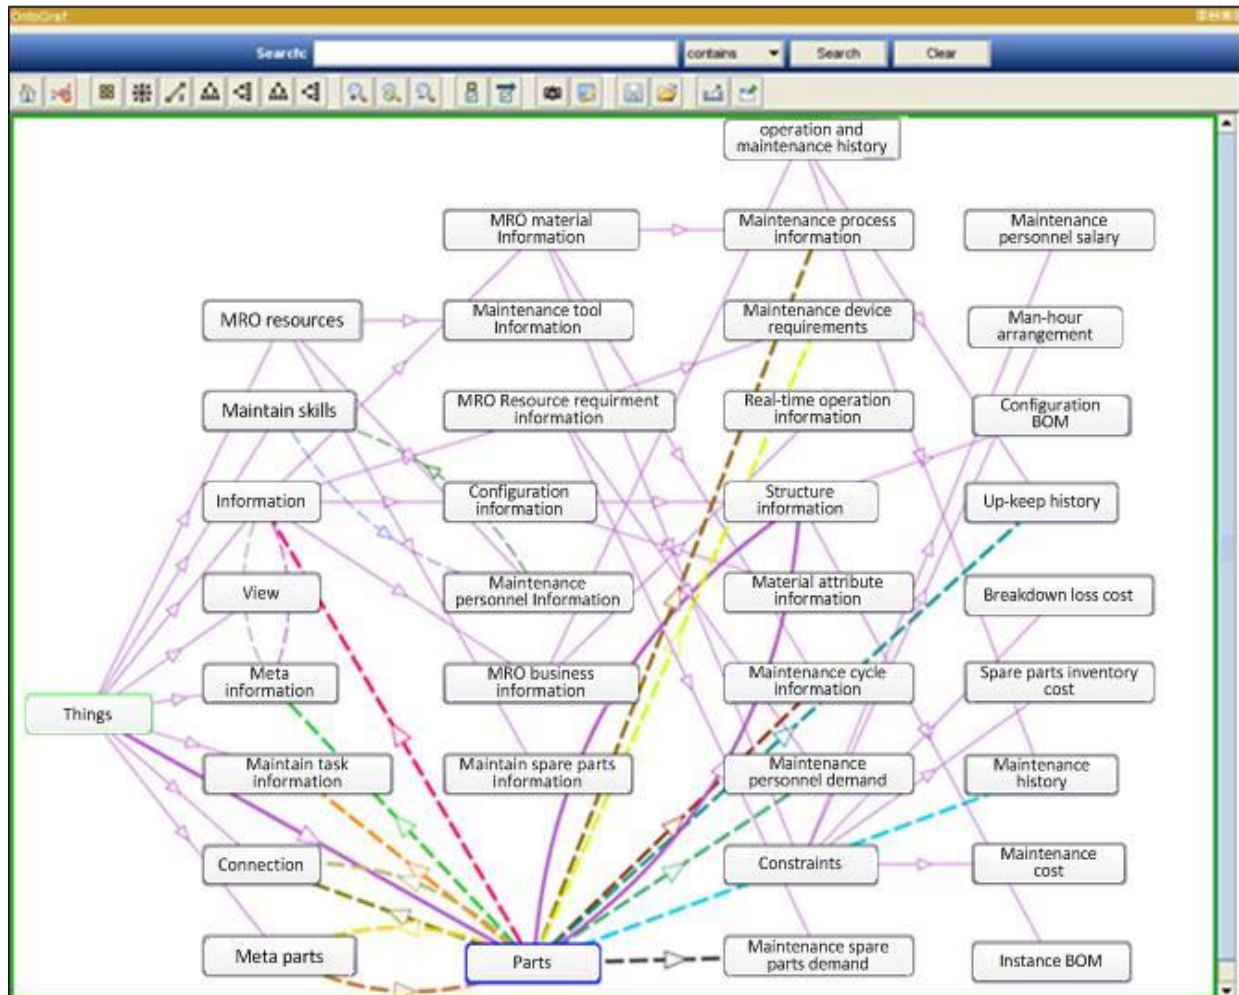 OntoGraf
Search:
contains
Search
Clear
operation and
maintenance history
MRO material
Information
Maintenance process
information
Maintenance
personnel salary
MRO resources
Maintenance tool
Information
Maintenance device
requirements
Man-hour
arrangement
Maintain skills
MRO Resource requirment
information
Real-time operation
information
Configuration
BOM
Information
Configuration
information
Structure
information
Up-keep history
View
Maintenance
personnel Information
Material attribute
information
Breakdown loss cost
Things
Meta
information
MRO business
information
Maintenance cycle
Information
Spare parts inventory
cost
Maintain task
information
Maintain spare parts
information
Maintenance
personnel demand
Maintenance
history
Connection
Constraints
Maintenance
cost
Meta parts
Parts
Maintenance spare
parts demand
Instance BOM